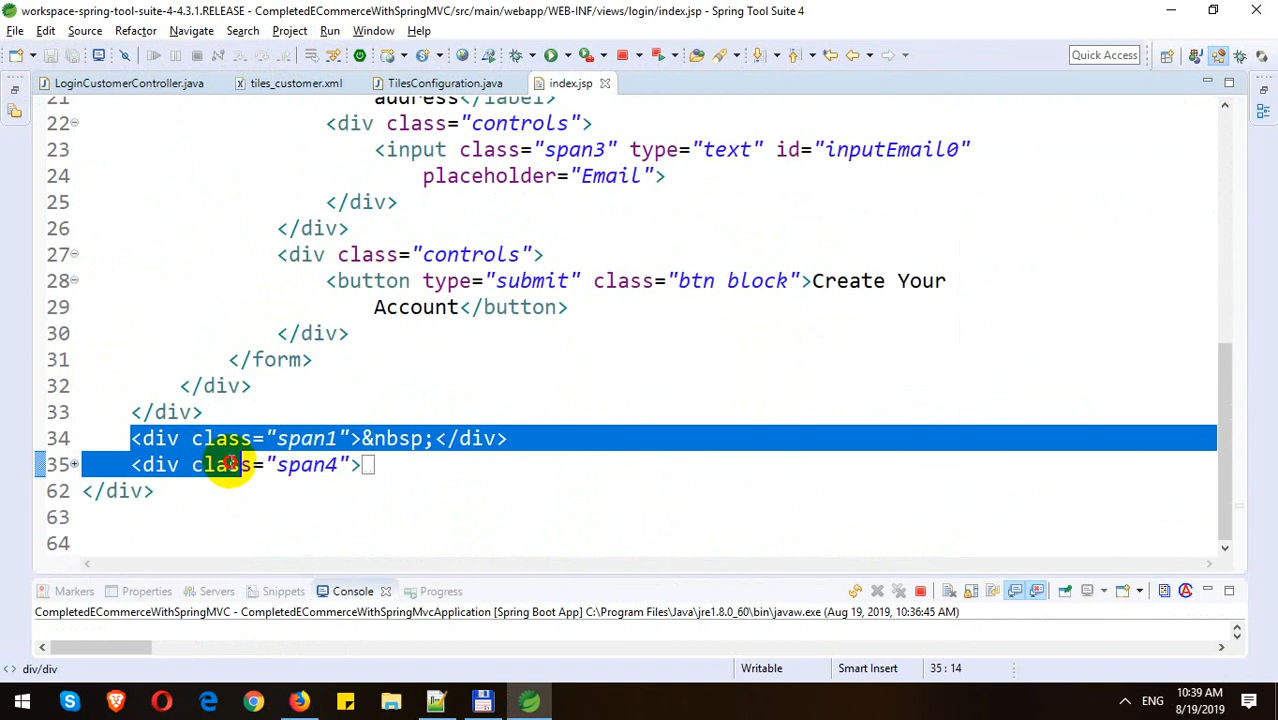 workspace-spring-tool-suite-4-4.3.1.RELEASE - CompletedECommerceWithSpringMVC/src/main/webapp/WEB-INF/views/login/index.jsp - Spring Tool Suite 4
File Edit Source Refactor Navigate Search Project Run Window Help
Quick Access
LoginCustomerController.java tiles_customer.xml TilesConfiguration.java index.jsp
21 address</label>
22 <div class="controls">
23 <input class="span3" type="text" id="inputEmail0"
24 placeholder="Email">
25 </div>
26 </div>
27 <div class="controls">
28 <button type="submit" class="btn block">Create Your
29 Account</button>
30 </div>
31 </form>
32 </div>
33 </div>
34 <div class="span1">&nbsp;</div>
35 <div class="span4">
62 </div>
63
64
Markers Properties Servers Snippets Console Progress
CompletedECommerceWithSpringMVC - CompletedECommerceWithSpringMvcApplication [Spring Boot App] C:\Program Files\Java\jre1.8.0_60\bin\javaw.exe (Aug 19, 2019, 10:36:45 AM)
div/div Writable Smart Insert 35 : 14
ENG 10:39 AM
8/19/2019